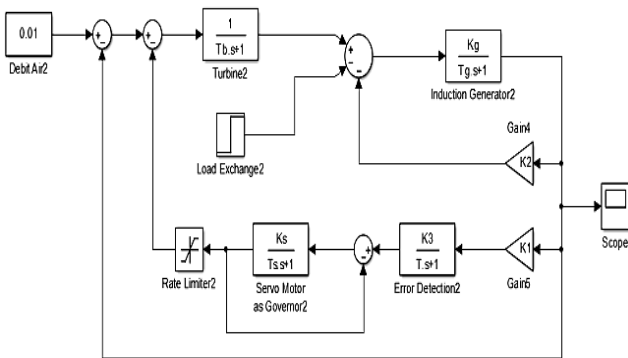 0.01
Debit Air2
1
Tb.s+1
Turbine2
Load Exchange2
Kg
Tg.s+1
Induction Generator2
Gain4
K2
Scope
Rate Limiter2
Ks
Ts.s+1
Servo Motor
as Governor2
K3
T.s+1
Error Detection2
K1
Gain5